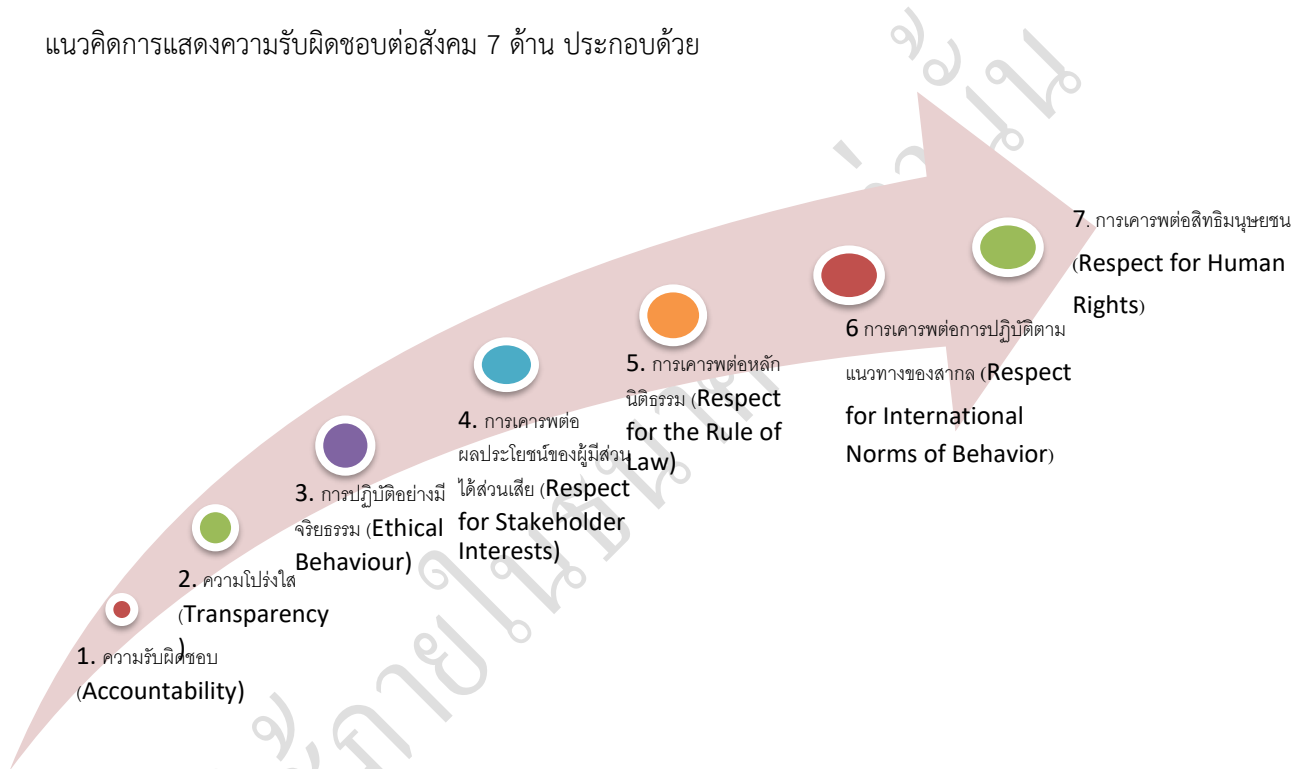 แนวคิดการแสดงความรับผิดชอบต่อสังคม 7 ด้าน ประกอบด้วย
1. ความรับผิดชอบ
(Accountability)
2. ความโปร่งใส
(Transparency
)
3. การปฏิบัติอย่างมี
จริยธรรม (Ethical
Behaviour)
4. การเคารพต่อ
ผลประโยชน์ของผู้มีส่วน
ได้ส่วนเสีย (Respect
for Stakeholder
Interests)
5. การเคารพต่อหลัก
นิติธรรม (Respect
for the Rule of
Law)
6 การเคารพต่อการปฏิบัติตาม
แนวทางของสากล (Respect
for International
Norms of Behavior)
7. การเคารพต่อสิทธิมนุษยชน
(Respect for Human
Rights)